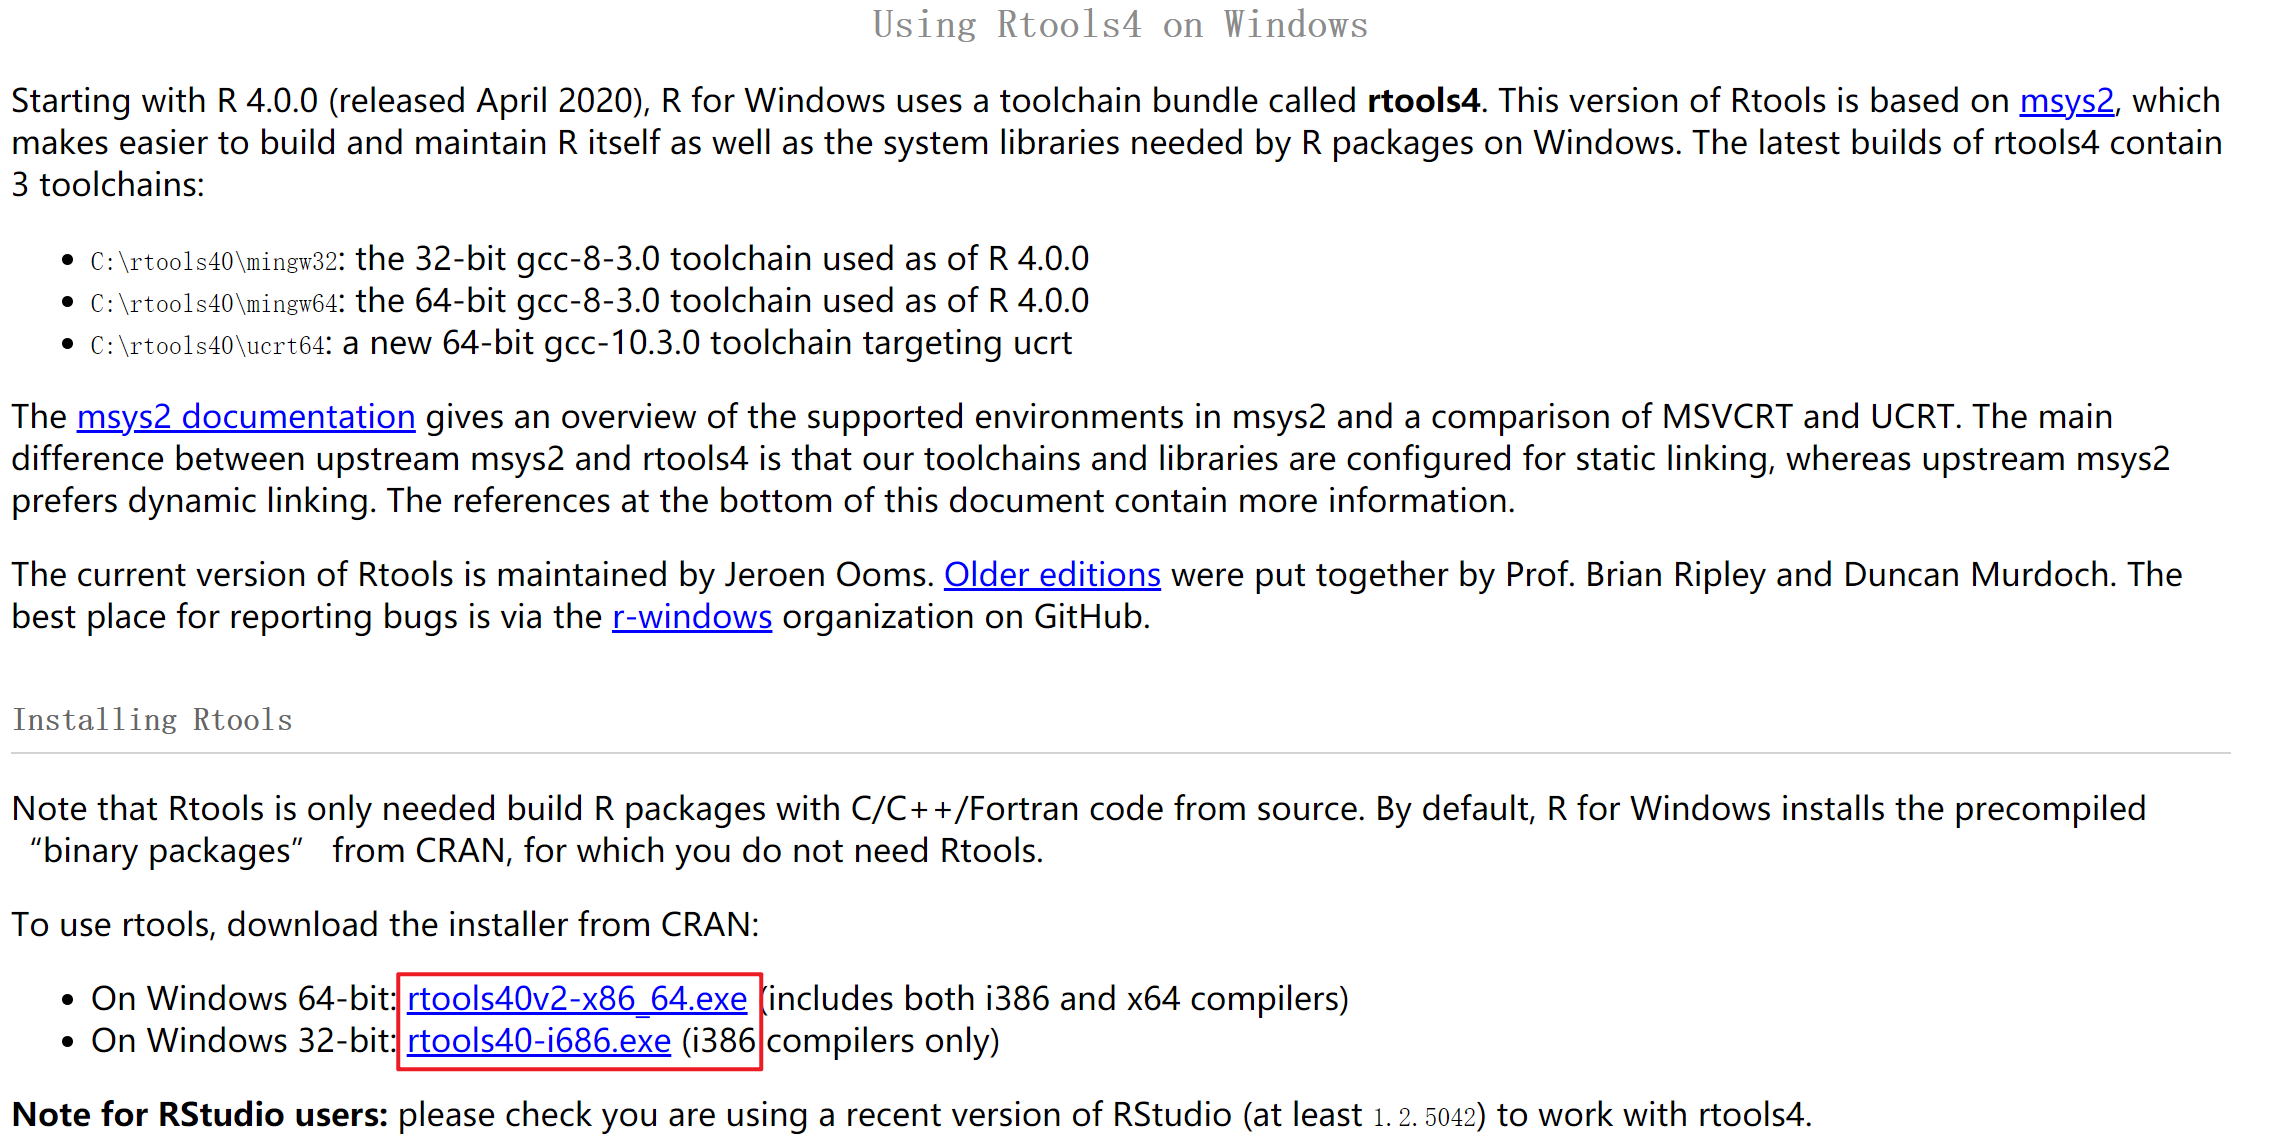 Using Rtools4 on Windows
Starting with R 4.0.0 (released April 2020), R for Windows uses a toolchain bundle called rtools4. This version of Rtools is based on msys2, which
makes easier to build and maintain R itself as well as the system libraries needed by R packages on Windows. The latest builds of rtools4 contain
3 toolchains:
• C:\rtools40\mingw32: the 32-bit gcc-8-3.0 toolchain used as of R 4.0.0
• C:\rtools40\mingw64: the 64-bit gcc-8-3.0 toolchain used as of R 4.0.0
• C:\rtools40\ucrt64: a new 64-bit gcc-10.3.0 toolchain targeting ucrt
The msys2 documentation gives an overview of the supported environments in msys2 and a comparison of MSVCRT and UCRT. The main
difference between upstream msys2 and rtools4 is that our toolchains and libraries are configured for static linking, whereas upstream msys2
prefers dynamic linking. The references at the bottom of this document contain more information.
The current version of Rtools is maintained by Jeroen Ooms. Older editions were put together by Prof. Brian Ripley and Duncan Murdoch. The
best place for reporting bugs is via the r-windows organization on GitHub.
Installing Rtools
Note that Rtools is only needed build R packages with C/C++/Fortran code from source. By default, R for Windows installs the precompiled
“binary packages” from CRAN, for which you do not need Rtools.
To use rtools, download the installer from CRAN:
• On Windows 64-bit: rtools40v2-x86_64.exe (includes both i386 and x64 compilers)
• On Windows 32-bit: rtools40-i686.exe (i386 compilers only)
Note for RStudio users: please check you are using a recent version of RStudio (at least 1.2.5042) to work with rtools4.